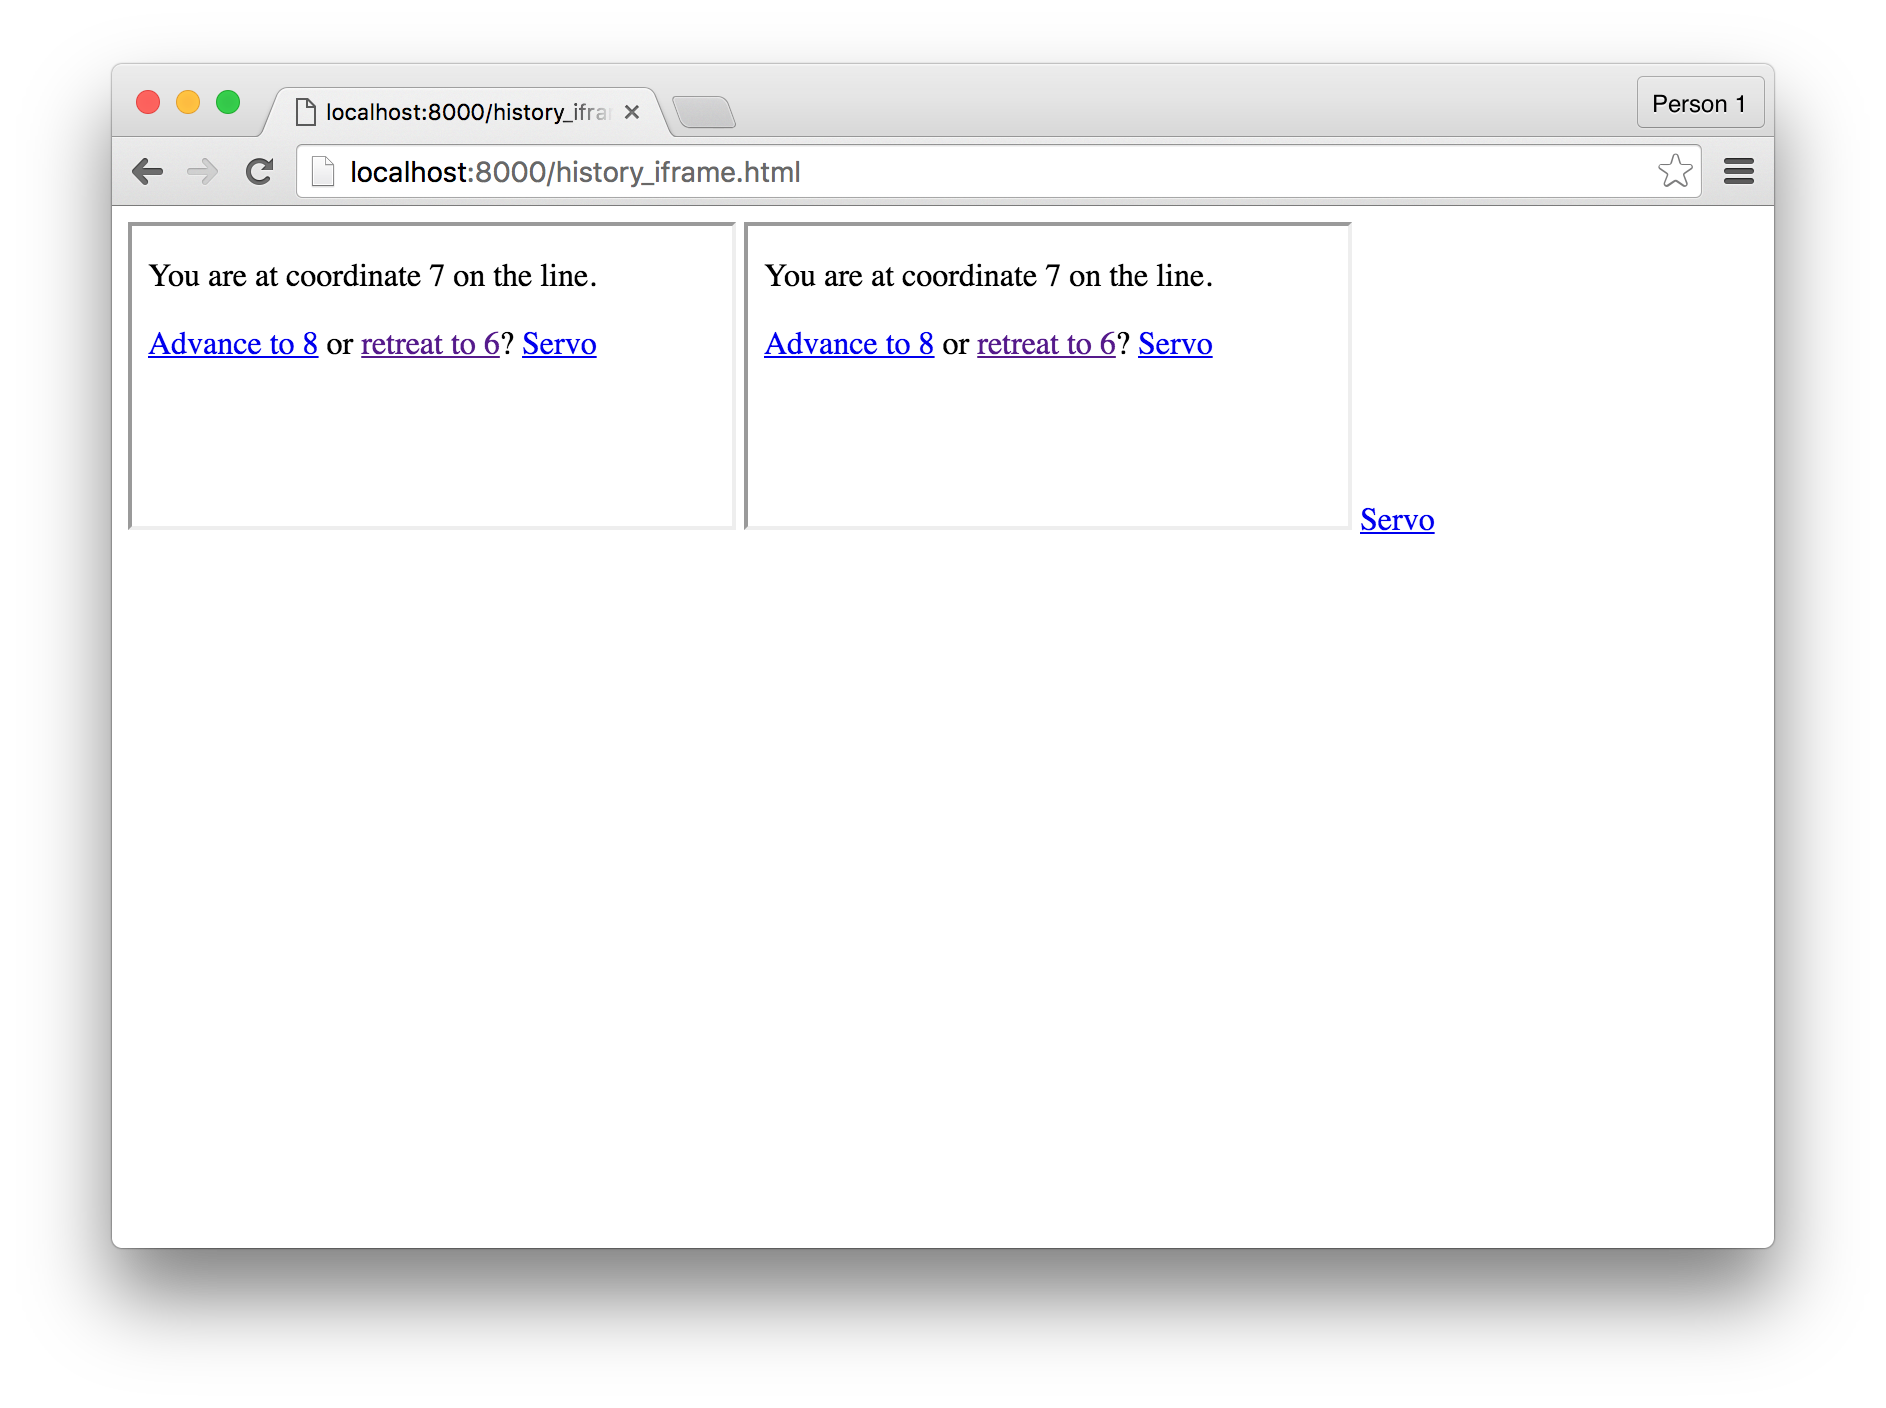 localhost:8000/history_ifra
Person 1
localhost:8000/history_iframe.html
You are at coordinate 7 on the line.
Advance to 8 or retreat to 6? Servo
You are at coordinate 7 on the line.
Advance to 8 or retreat to 6? Servo
Servo